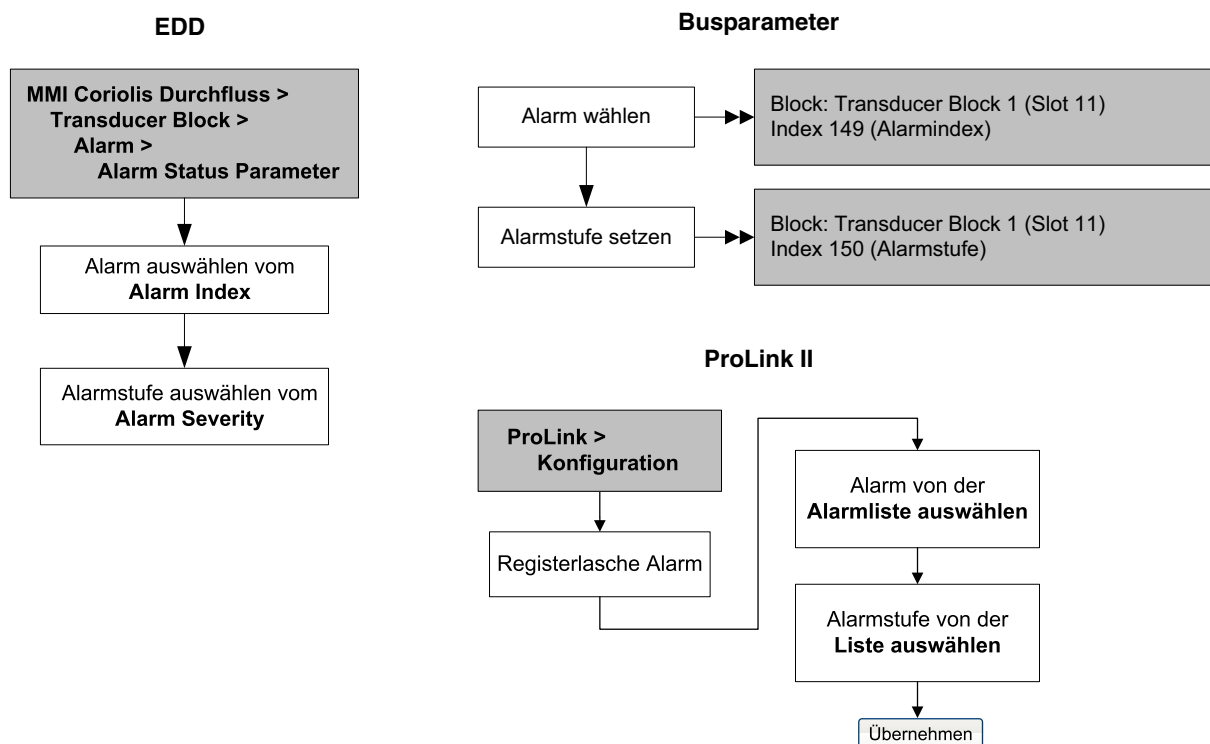 EDD
MMI Coriolis Durchfluss >
Transducer Block >
Alarm >
Alarm Status Parameter
Alarm auswählen vom
Alarm Index
Alarmstufe auswählen vom
Alarm Severity
Busparameter
Alarm wählen
Block: Transducer Block 1 (Slot 11)
Index 149 (Alarmindex)
Alarmstufe setzen
Block: Transducer Block 1 (Slot 11)
Index 150 (Alarmstufe)
ProLink II
ProLink >
Konfiguration
Registerlasche Alarm
Alarm von der
Alarmliste auswählen
Alarmstufe von der
Liste auswählen
Übernehmen